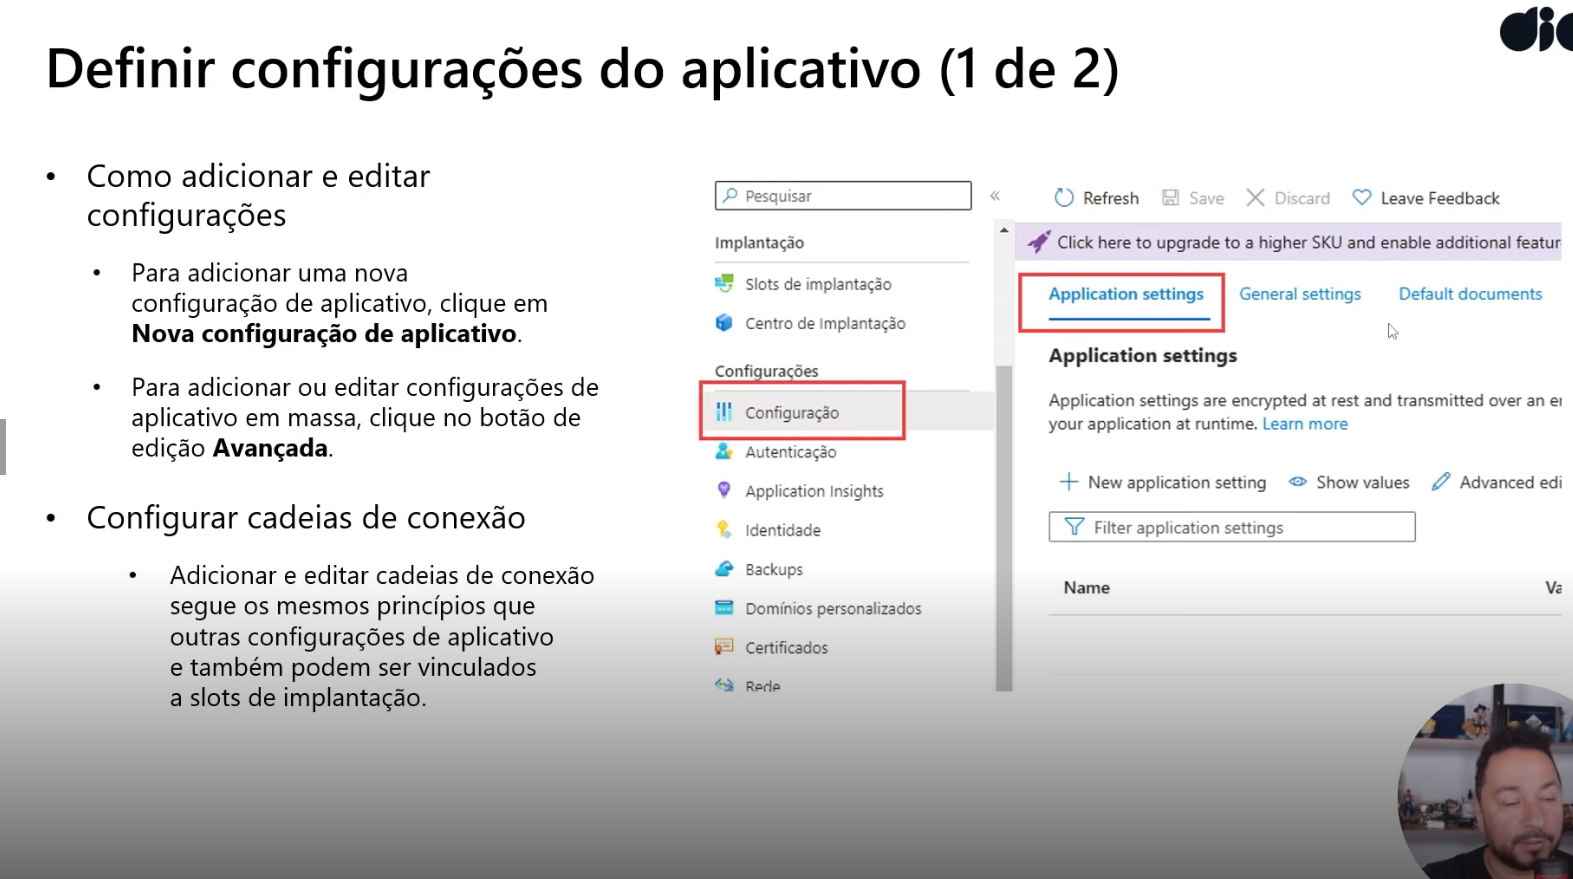 dio
Definir configurações do aplicativo (1 de 2)
• Como adicionar e editar
configurações
• Para adicionar uma nova
configuração de aplicativo, clique em
Nova configuração de aplicativo.
• Para adicionar ou editar configurações de
aplicativo em massa, clique no botão de
edição Avançada.
• Configurar cadeias de conexão
• Adicionar e editar cadeias de conexão
segue os mesmos princípios que
outras configurações de aplicativo
e também podem ser vinculados
a slots de implantação.
Pesquisar
Implantação
Slots de implantação
Centro de Implantação
Configurações
Configuração
Autenticação
Application Insights
Identidade
Backups
Domínios personalizados
Certificados
Rede
Refresh Save Discard Leave Feedback
Click here to upgrade to a higher SKU and enable additional featur
Application settings General settings Default documents
Application settings
Application settings are encrypted at rest and transmitted over an
your application at runtime. Learn more
New application setting Show values Advanced edi
Filter application settings
Name Va